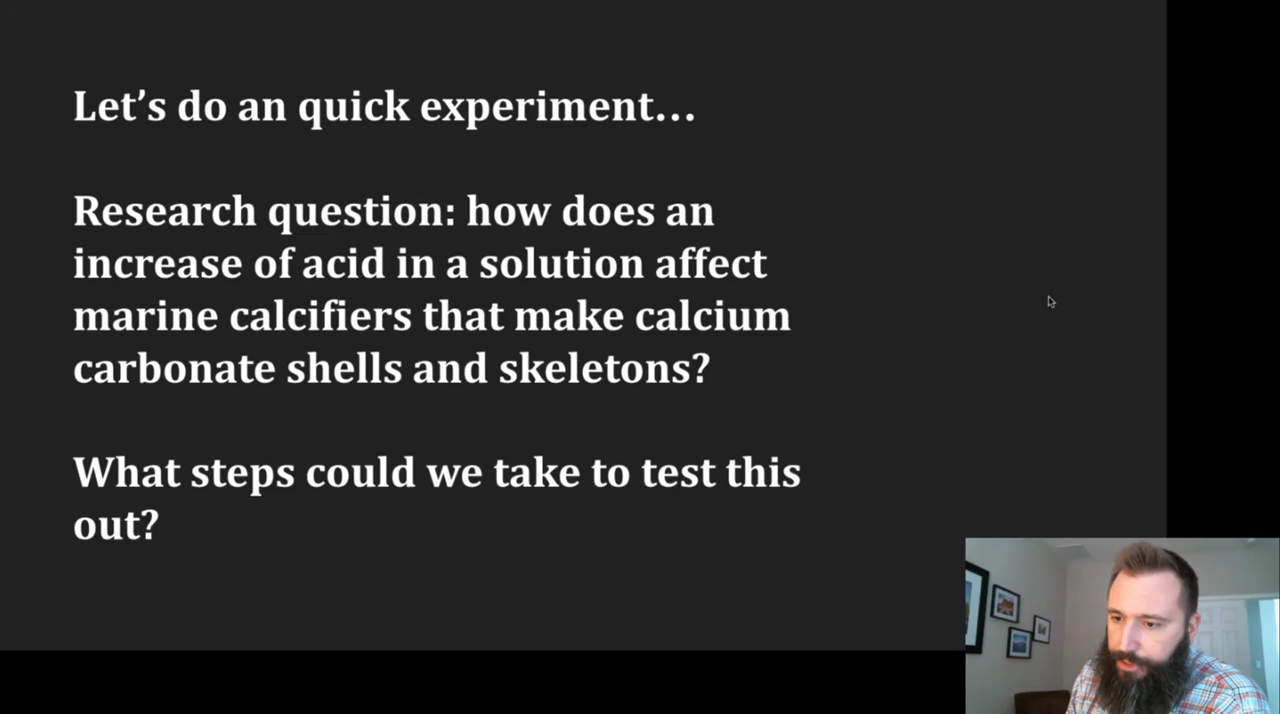 Let’s do an quick experiment…
Research question: how does an
increase of acid in a solution affect
marine calcifiers that make calcium
carbonate shells and skeletons?
What steps could we take to test this
out?